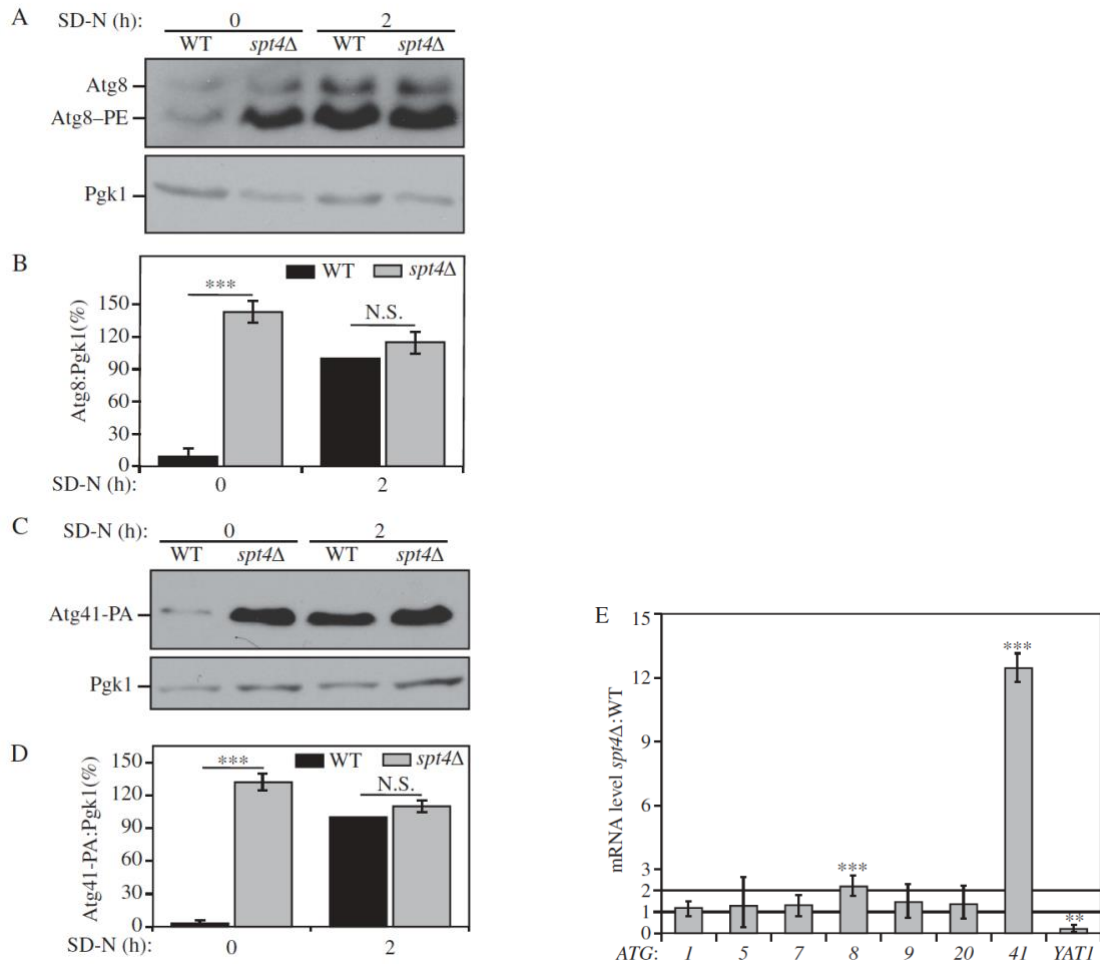 A
SD-N (h): 0 2
WT spt4Δ WT spt4Δ
Atg8
Atg8–PE
Pgk1
B
WT spt4Δ
*** N.S.
Atg8:Pgk1(%)
150
120
90
60
30
0
SD-N (h): 0 2
C
SD-N (h): 0 2
WT spt4Δ WT spt4Δ
Atg41-PA
Pgk1
D
WT spt4Δ
*** N.S.
Atg41-PA:Pgk1(%)
150
120
90
60
30
0
SD-N (h): 0 2
E
mRNA level spt4Δ:WT
15
12
9
6
3
2
1
0
*** *** **
ATG: 1 5 7 8 9 20 41 YAT1